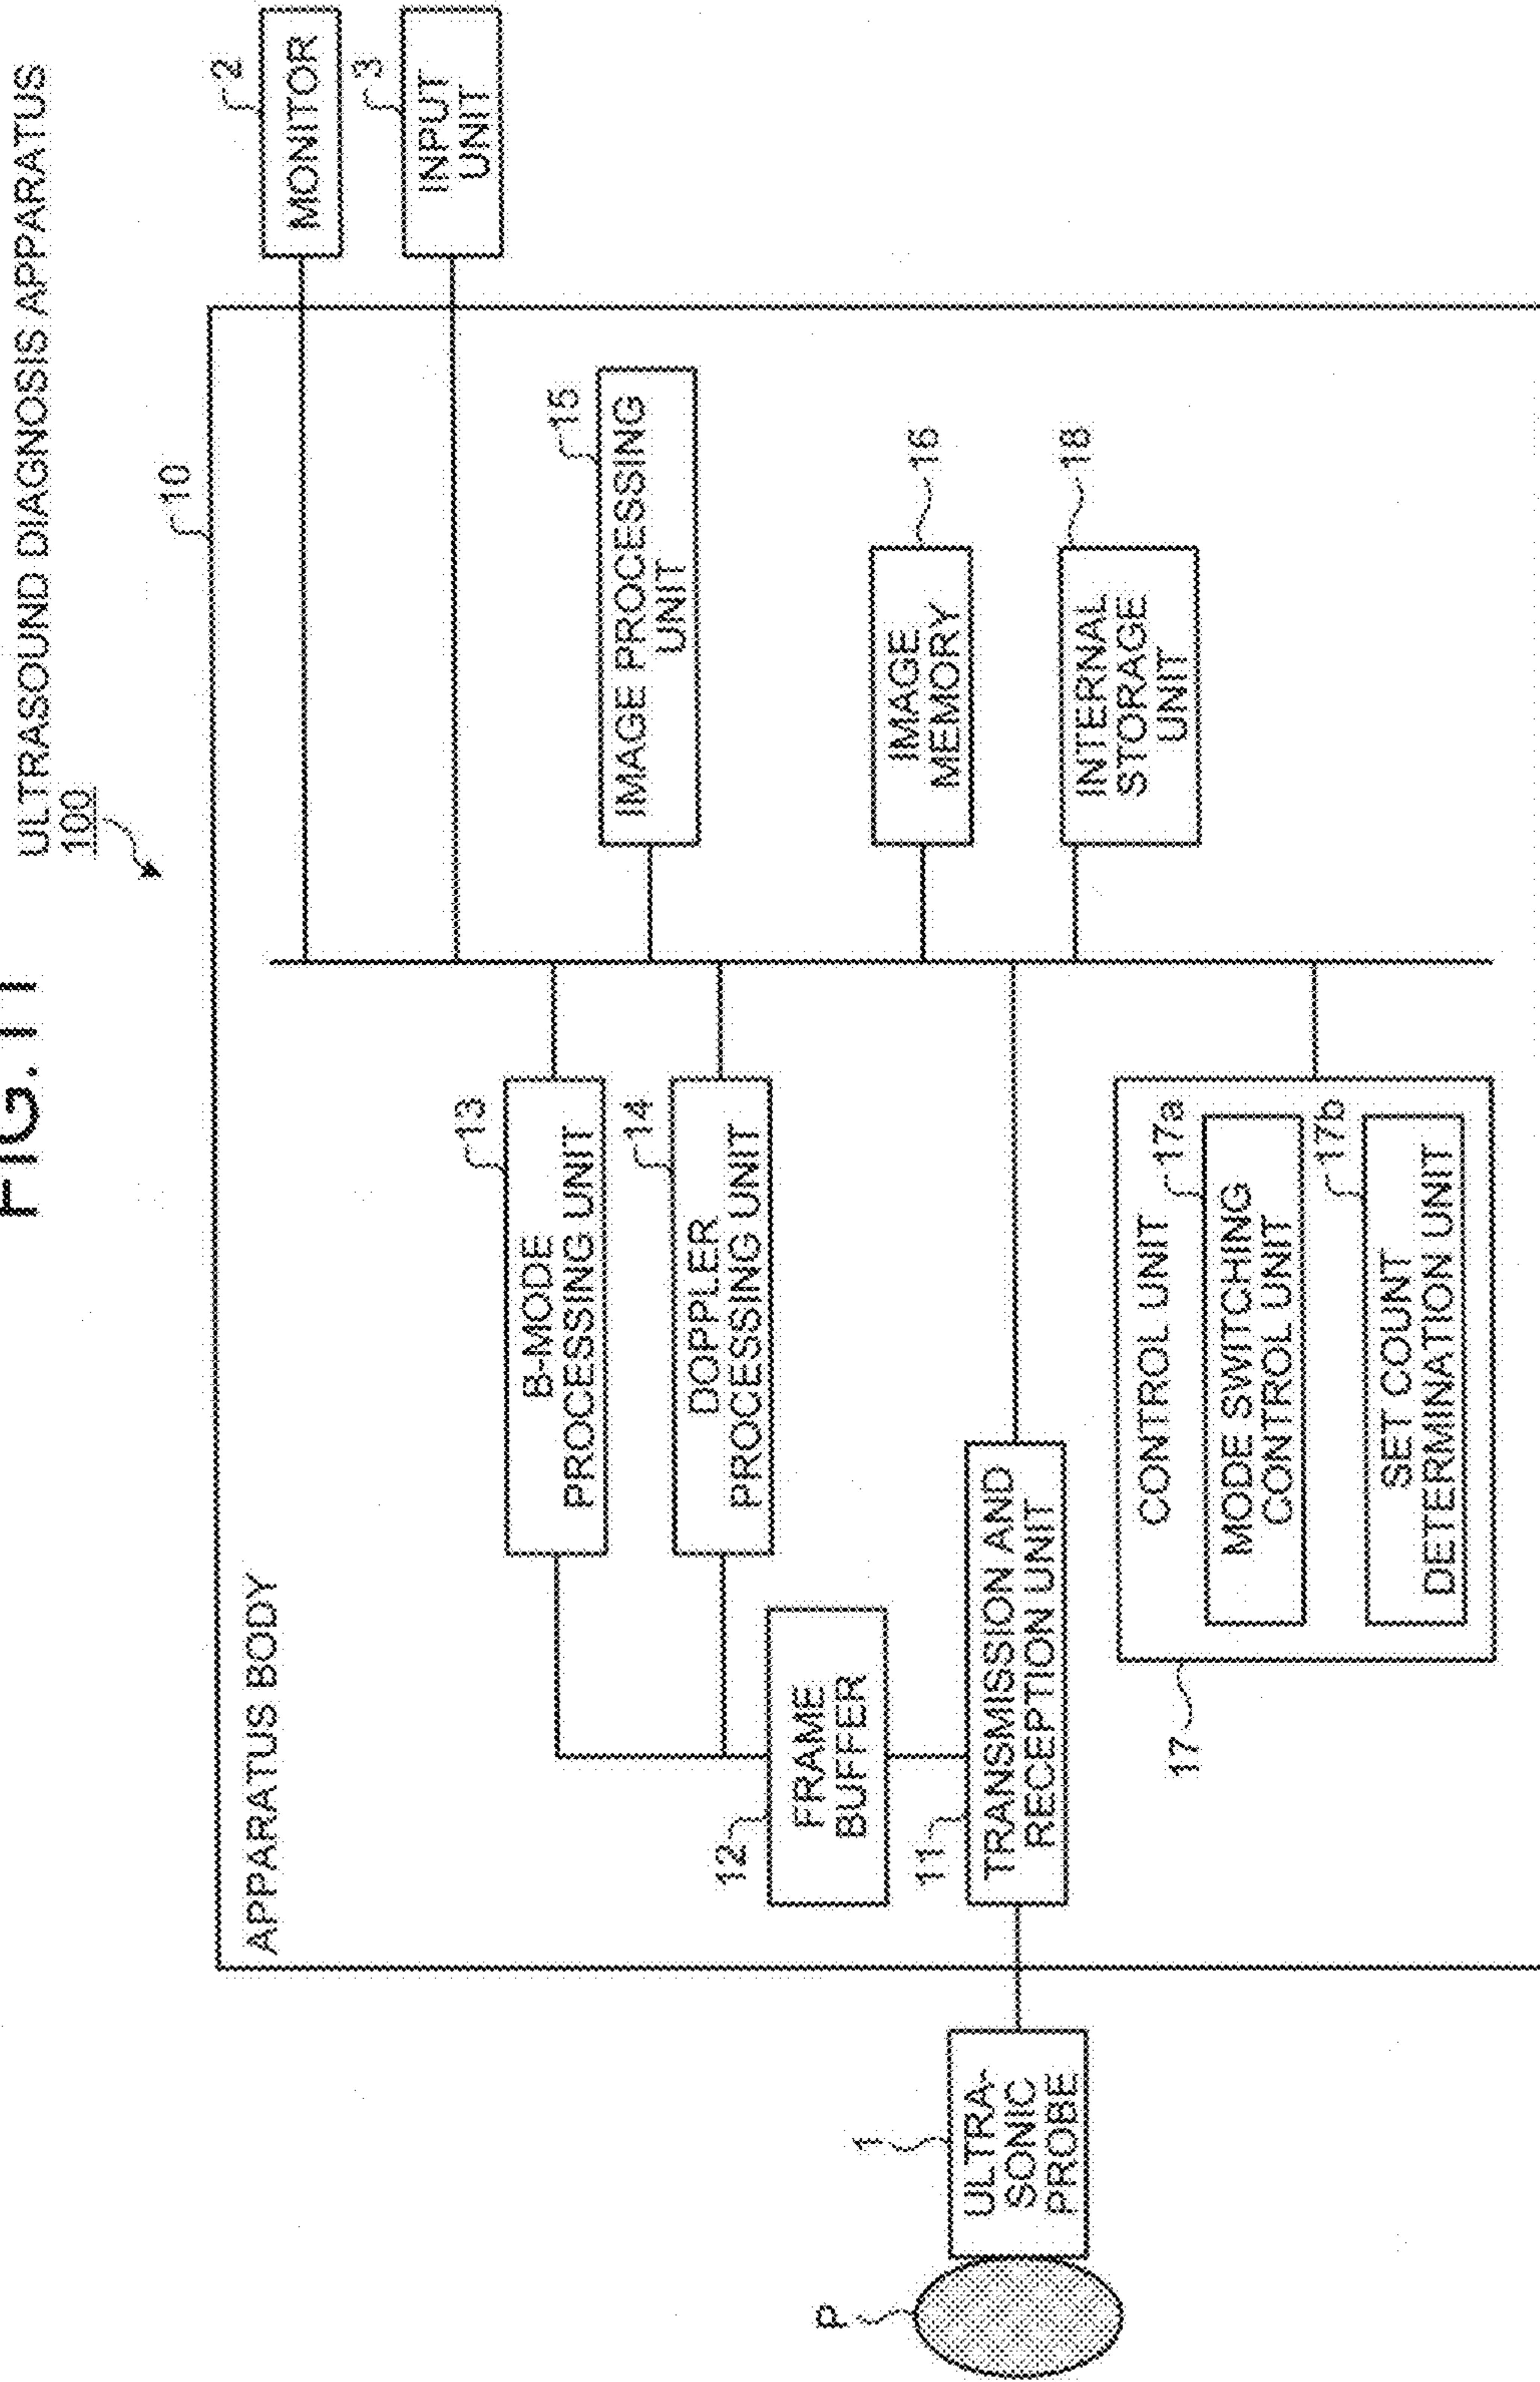 FIG. 11
ULTRASOUND DIAGNOSIS APPARATUS
100
10
APPARATUS BODY
2
MONITOR
3
INPUT
UNIT
13
B-MODE
PROCESSING UNIT
14
DOPPLER
PROCESSING UNIT
15
IMAGE PROCESSING
UNIT
12
FRAME
BUFFER
16
IMAGE
MEMORY
11
TRANSMISSION AND
RECEPTION UNIT
18
INTERNAL
STORAGE
UNIT
1
ULTRA-
SONIC
PROBE
P
17
CONTROL UNIT
17a
MODE SWITCHING
CONTROL UNIT
17b
SET COUNT
DETERMINATION UNIT